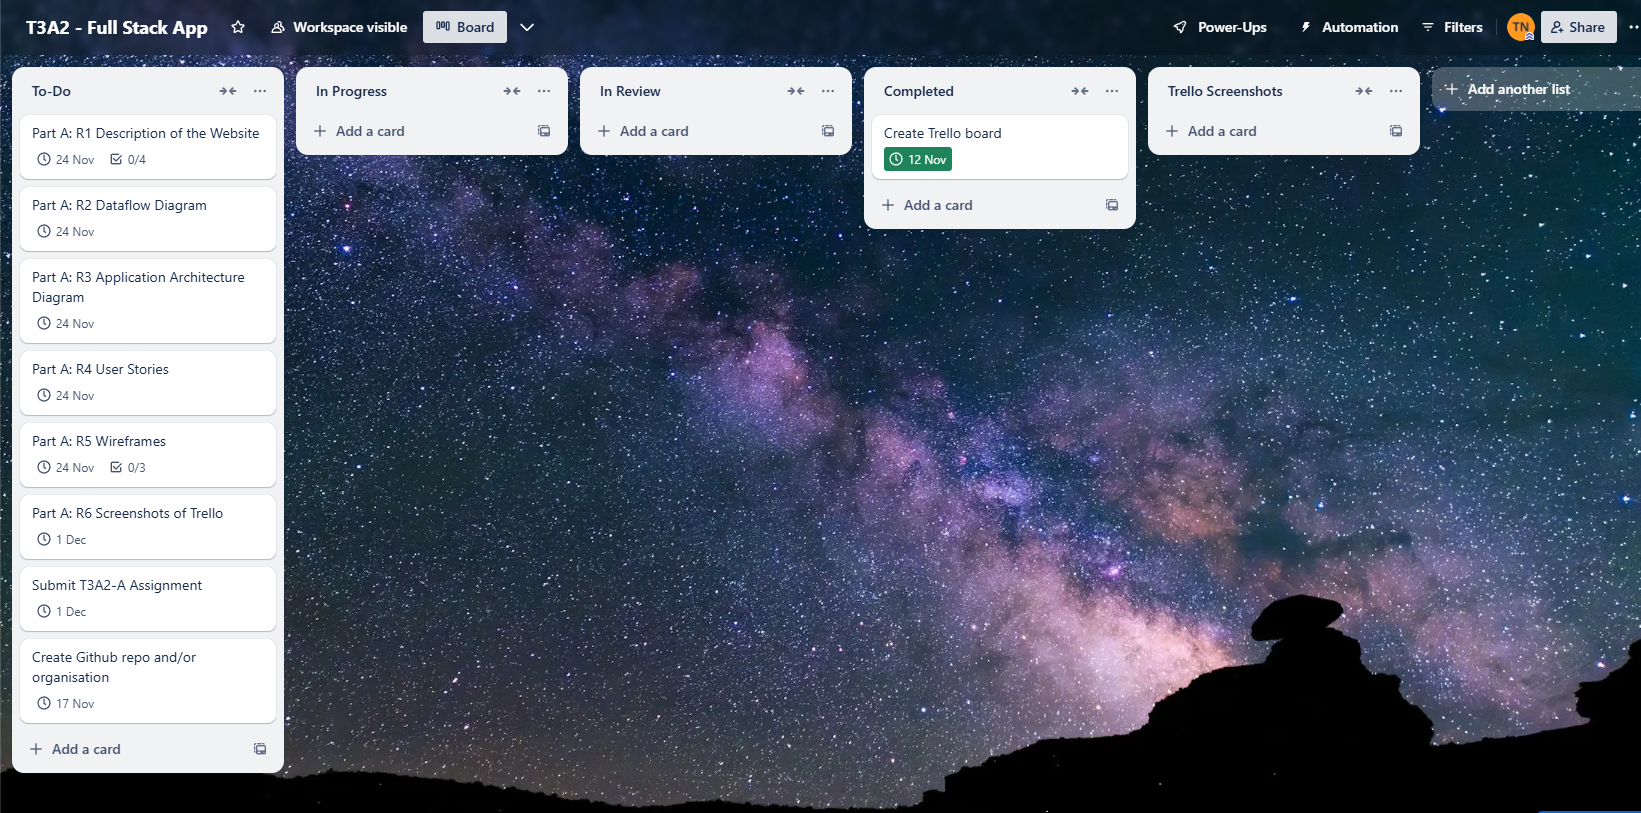 T3A2 - Full Stack App
Workspace visible
Board
Power-Ups
Automation
Filters
TN
Share
To-Do
Part A: R1 Description of the Website
24 Nov
0/4
Part A: R2 Dataflow Diagram
24 Nov
Part A: R3 Application Architecture
Diagram
24 Nov
Part A: R4 User Stories
24 Nov
Part A: R5 Wireframes
24 Nov
0/3
Part A: R6 Screenshots of Trello
1 Dec
Submit T3A2-A Assignment
1 Dec
Create Github repo and/or
organisation
17 Nov
Add a card
In Progress
Add a card
In Review
Add a card
Completed
Create Trello board
12 Nov
Add a card
Trello Screenshots
Add a card
Add another list